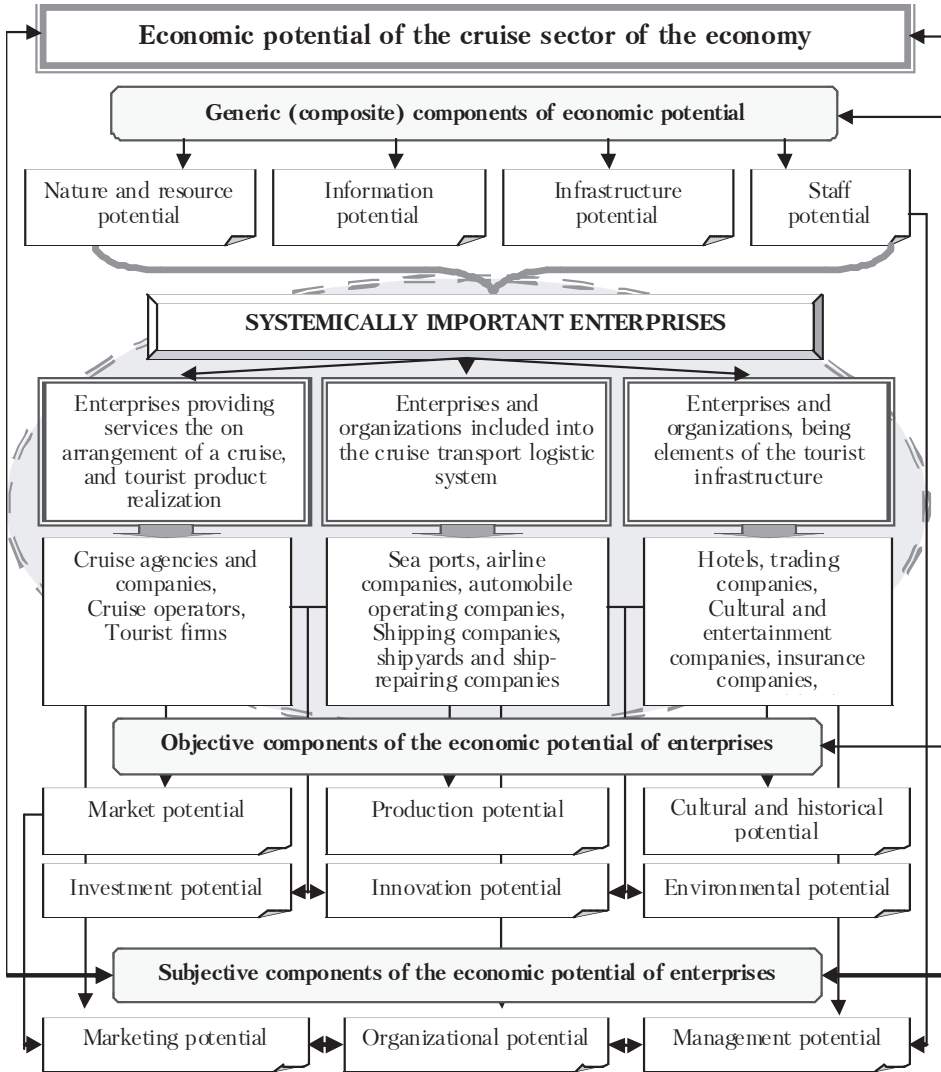 Economic potential of the cruise sector of the economy
Generic (composite) components of economic potential
Nature and resource
potential
Information
potential
Infrastructure
potential
Staff
potential
SYSTEMICALLY IMPORTANT ENTERPRISES
Enterprises providing
services the on
arrangement of a cruise,
and tourist product
realization
Enterprises and
organizations included into
the cruise transport logistic
system
Enterprises and
organizations, being
elements of the tourist
infrastructure
Cruise agencies and
companies,
Cruise operators,
Tourist firms
Sea ports, airline
companies, automobile
operating companies,
Shipping companies,
shipyards and ship-
repairing companies
Hotels, trading
companies,
Cultural and
entertainment
companies, insurance
companies,
Objective components of the economic potential of enterprises
Market potential
Production potential
Cultural and historical
potential
Investment potential
Innovation potential
Environmental potential
Subjective components of the economic potential of enterprises
Marketing potential
Organizational potential
Management potential